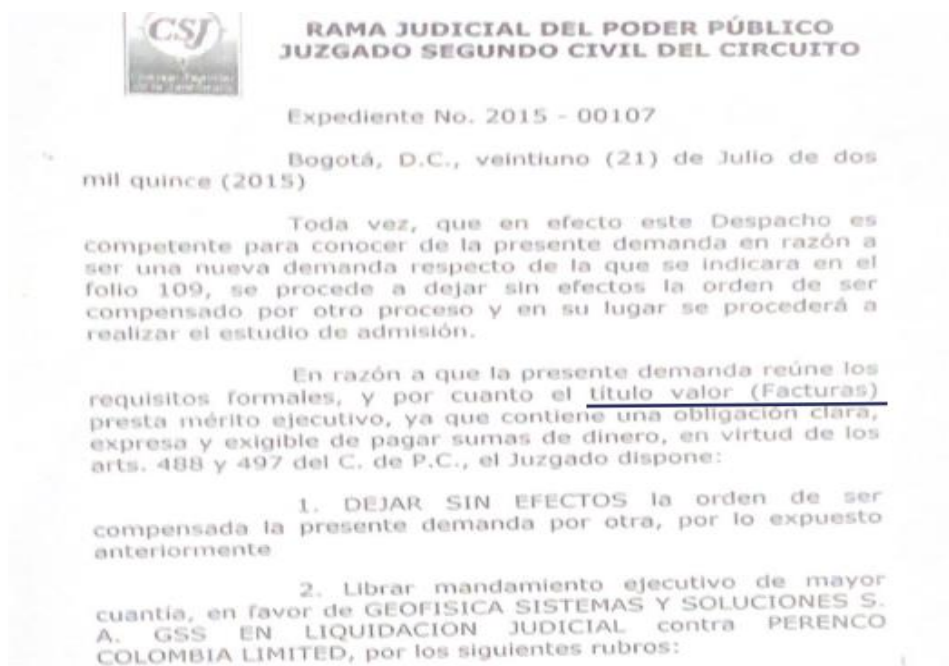 CSJ
RAMA JUDICIAL DEL PODER PÚBLICO
JUZGADO SEGUNDO CIVIL DEL CIRCUITO
Expediente No. 2015 - 00107
Bogotá, D.C., veintiuno (21) de Julio de dos
mil quince (2015)
Toda vez, que en efecto este Despacho es
competente para conocer de la presente demanda en razón a
ser una nueva demanda respecto de la que se indicara en el
folio 109, se procede a dejar sin efectos la orden de ser
compensado por otro proceso y en su lugar se procederá a
realizar el estudio de admisión.
En razón a que la presente demanda reúne los
requisitos formales, y por cuanto el título valor (Facturas)
presta mérito ejecutivo, ya que contiene una obligación clara,
expresa y exigible de pagar sumas de dinero, en virtud de los
arts. 488 y 497 del C. de P.C., el Juzgado dispone:
1. DEJAR SIN EFECTOS la orden de ser
compensada la presente demanda por otra, por lo expuesto
anteriormente
2. Librar mandamiento ejecutivo de mayor
cuantía, en favor de GEOFISICA SISTEMAS Y SOLUCIONES S.
A. GSS EN LIQUIDACION JUDICIAL contra PERENCO
COLOMBIA LIMITED, por los siguientes rubros: